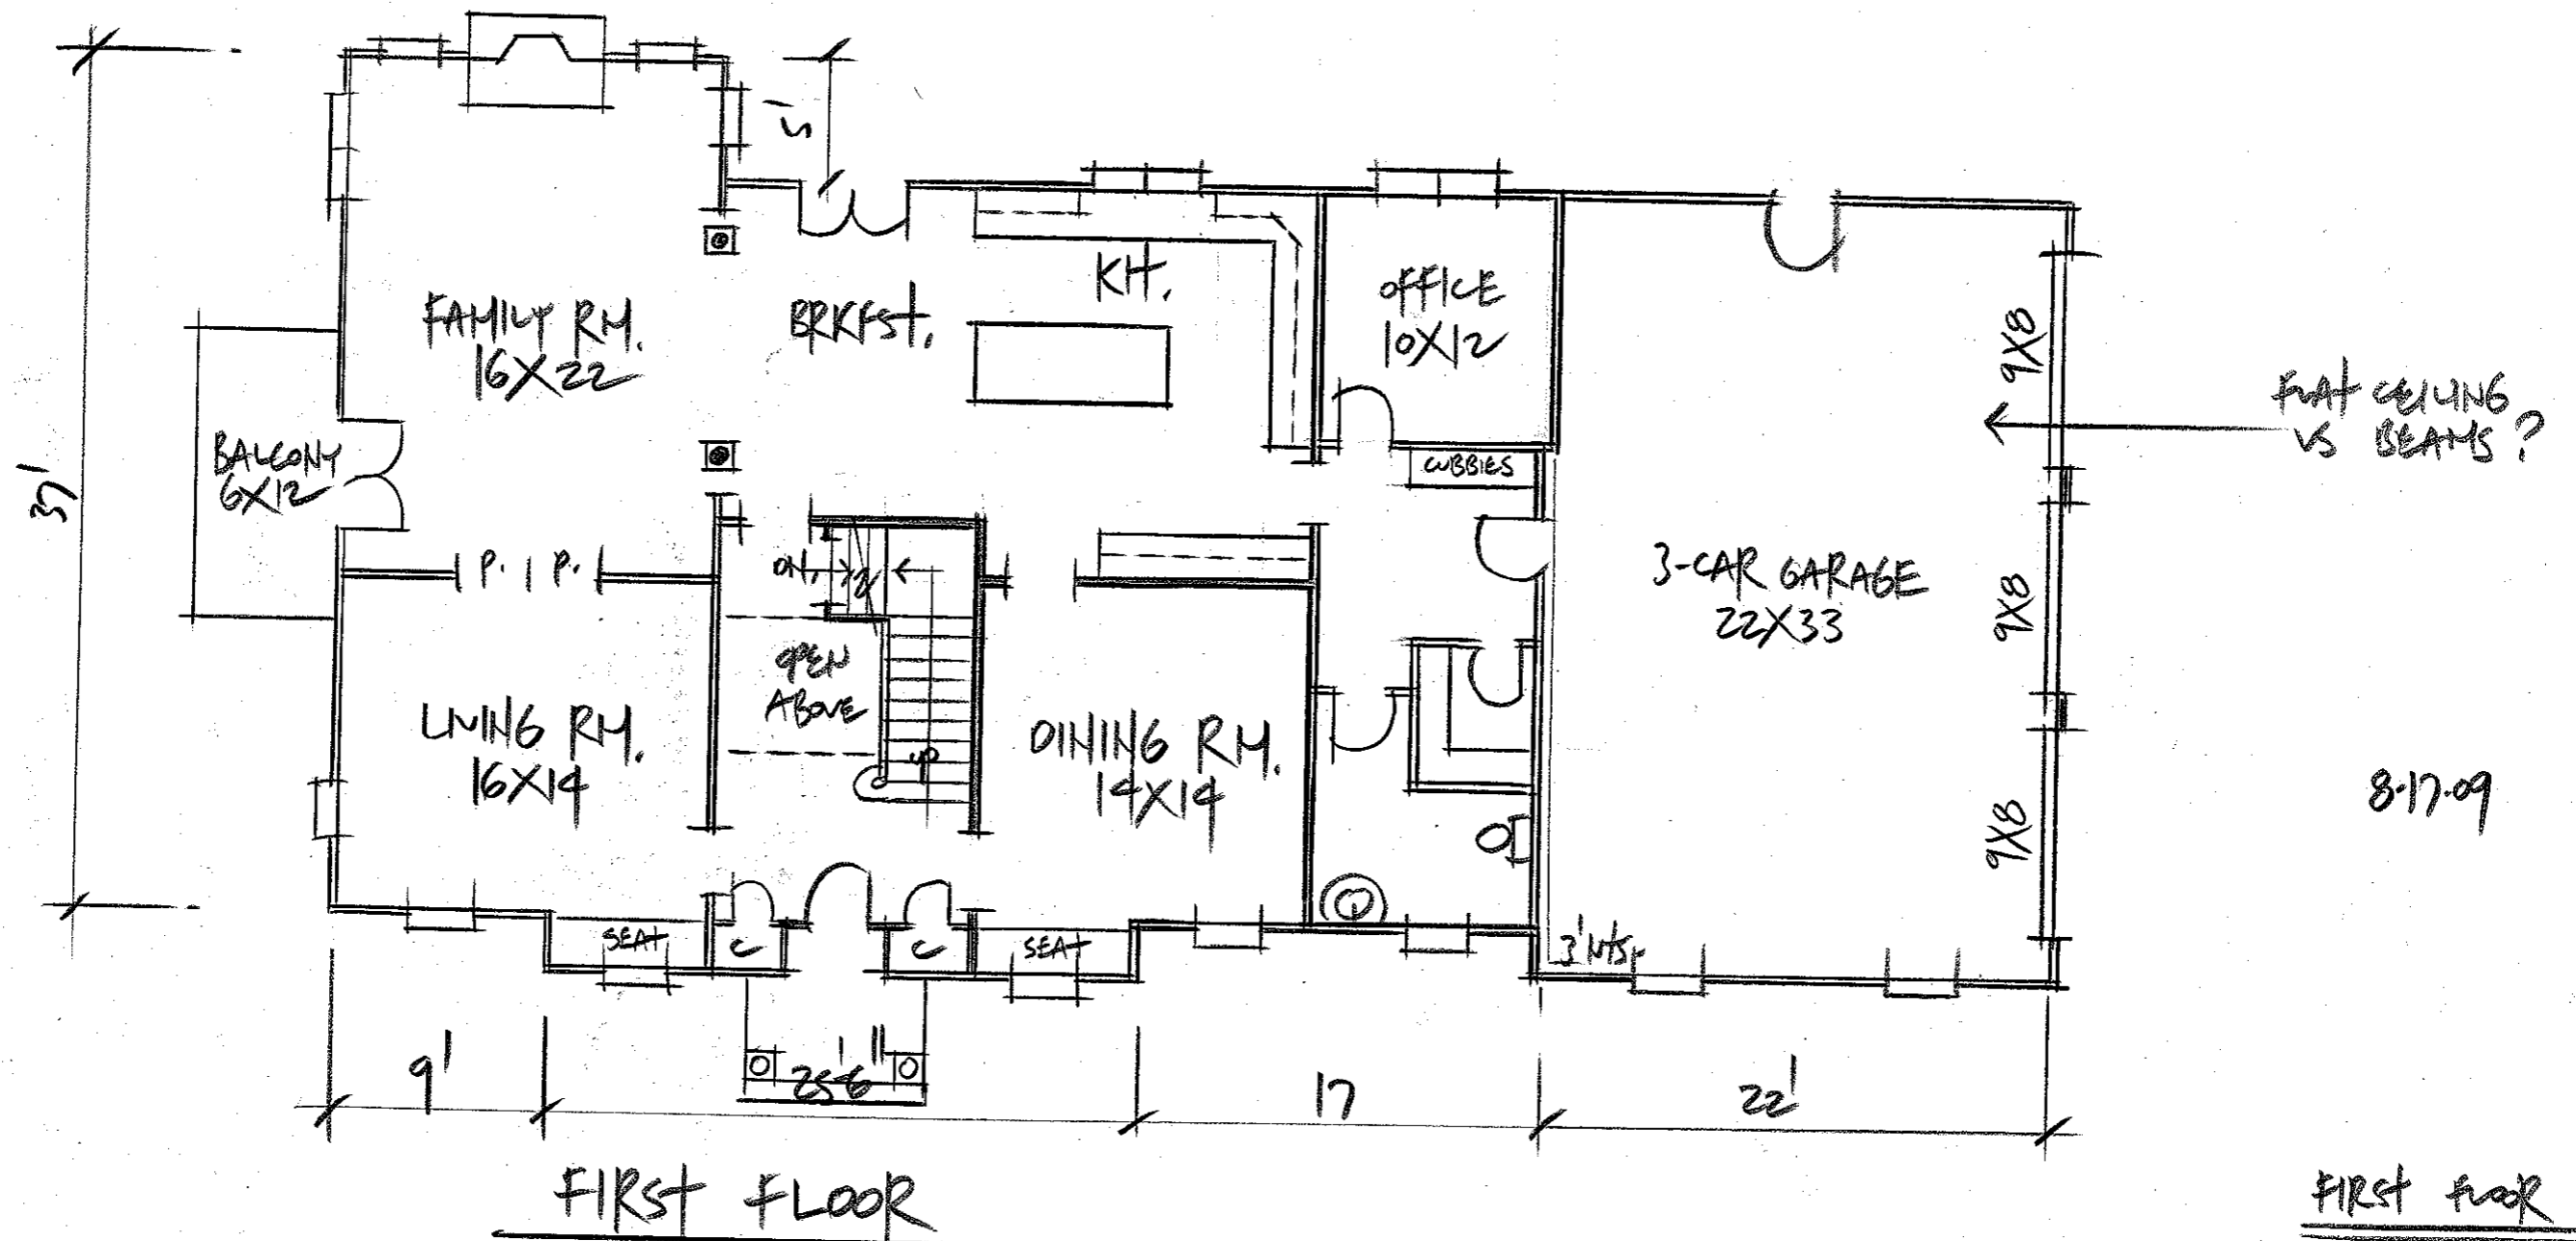 5'
KIT.
OFFICE
10X12
FAMILY RM.
16X22
BRKFST.
9X8
FLAT CEILING
VS BEAMS ?
BALCONY
6X12
CUBBIES
37'
P. P.
DN.
3-CAR GARAGE
22X33
9X8
OPEN
ABOVE
LIVING RM.
16X14
UP
DINING RM.
14X14
9X8
8·17·09
SEAT
C
C
SEAT
9'
25'-6"
17
22'
FIRST FLOOR
FIRST FLOOR